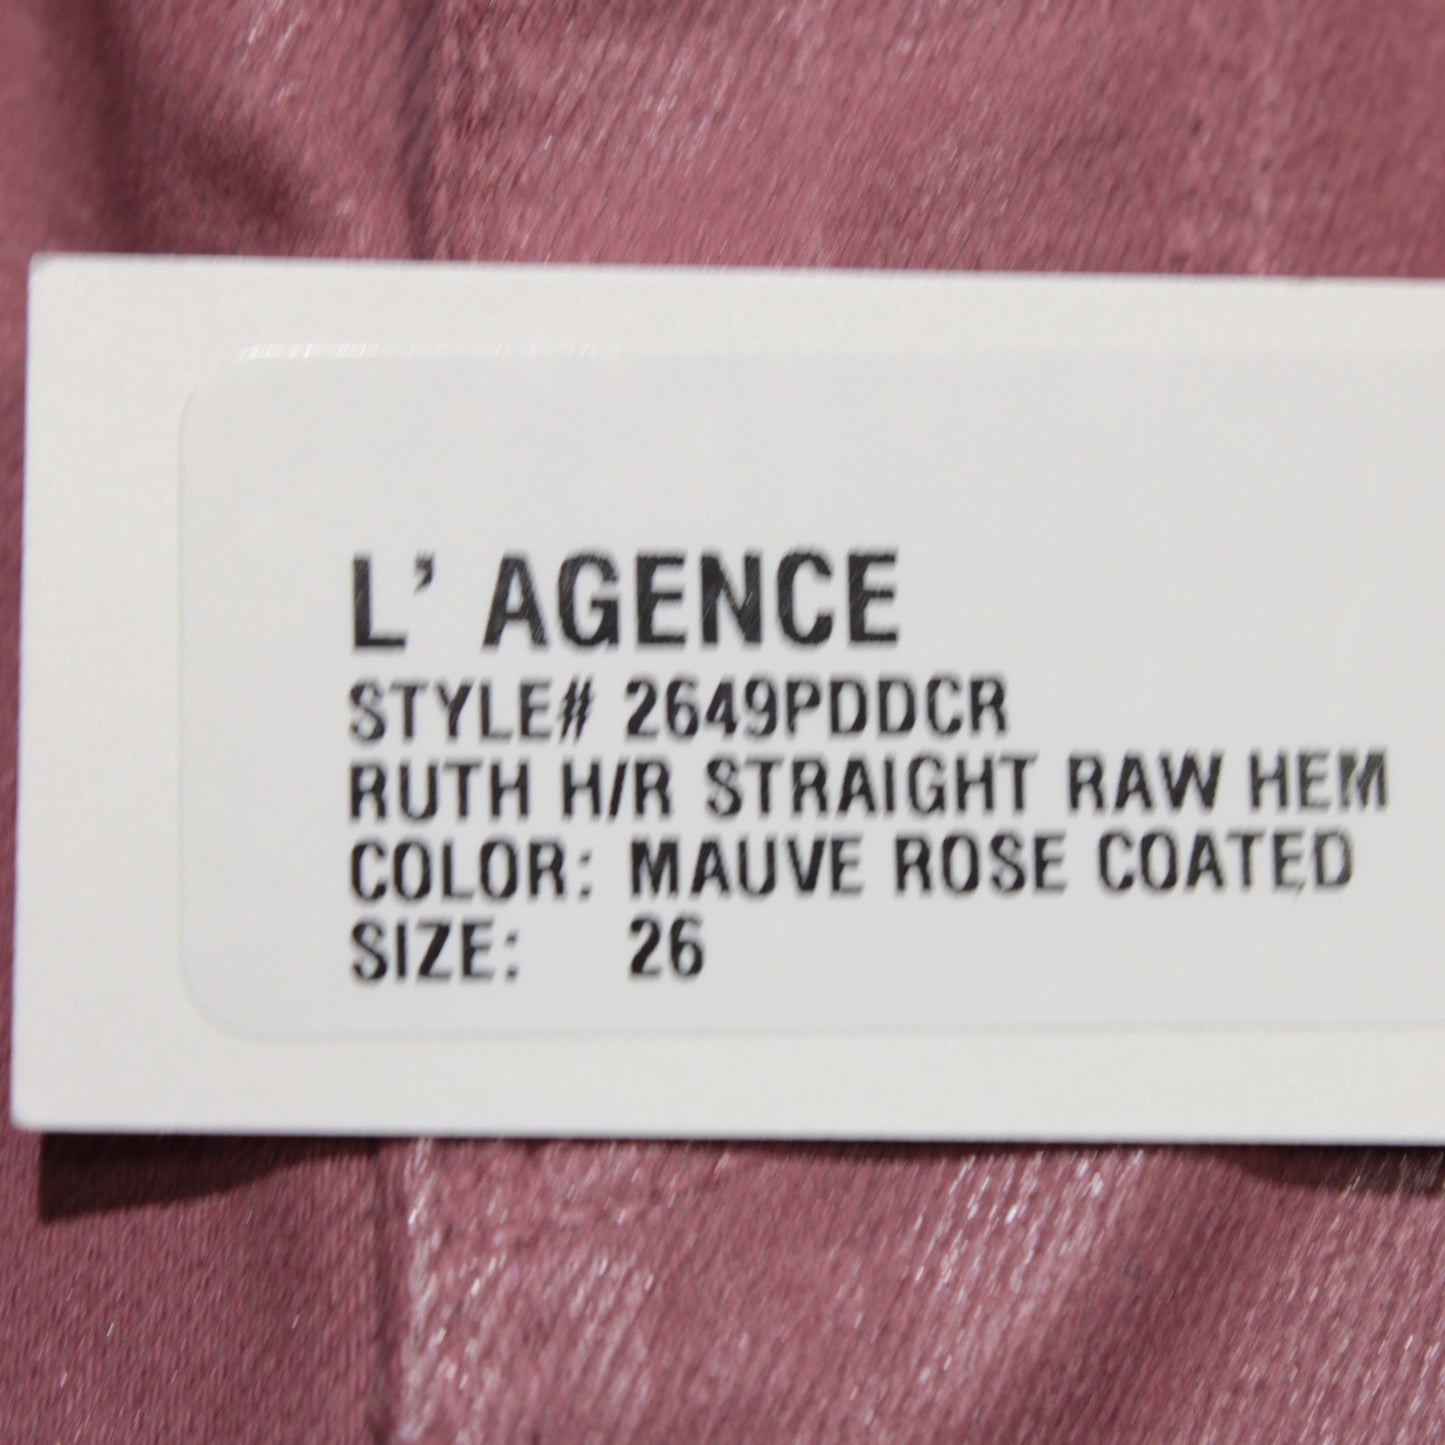 L' AGENCE
STYLE# 2649PDDCR
RUTH H/R STRAIGHT RAW HEM
COLOR: MAUVE ROSE COATED
SIZE: 26